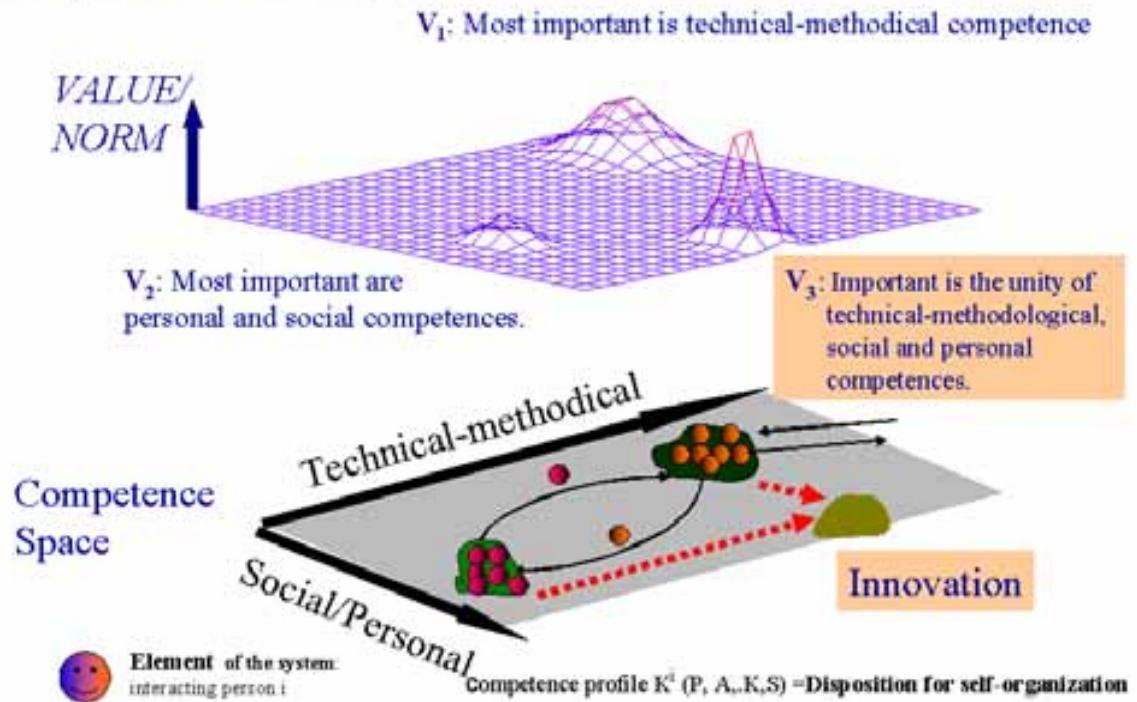 V₁: Most important is technical-methodical competence
VALUE/
NORM
V₂: Most important are
personal and social competences.
V₃: Important is the unity of
technical-methodological,
social and personal
competences.
Technical-methodical
Competence
Space
Social/Personal
Innovation
Element of the system:
interacting person i
Competence profile Kⁱ (P, A,.K,S) =Disposition for self-organization